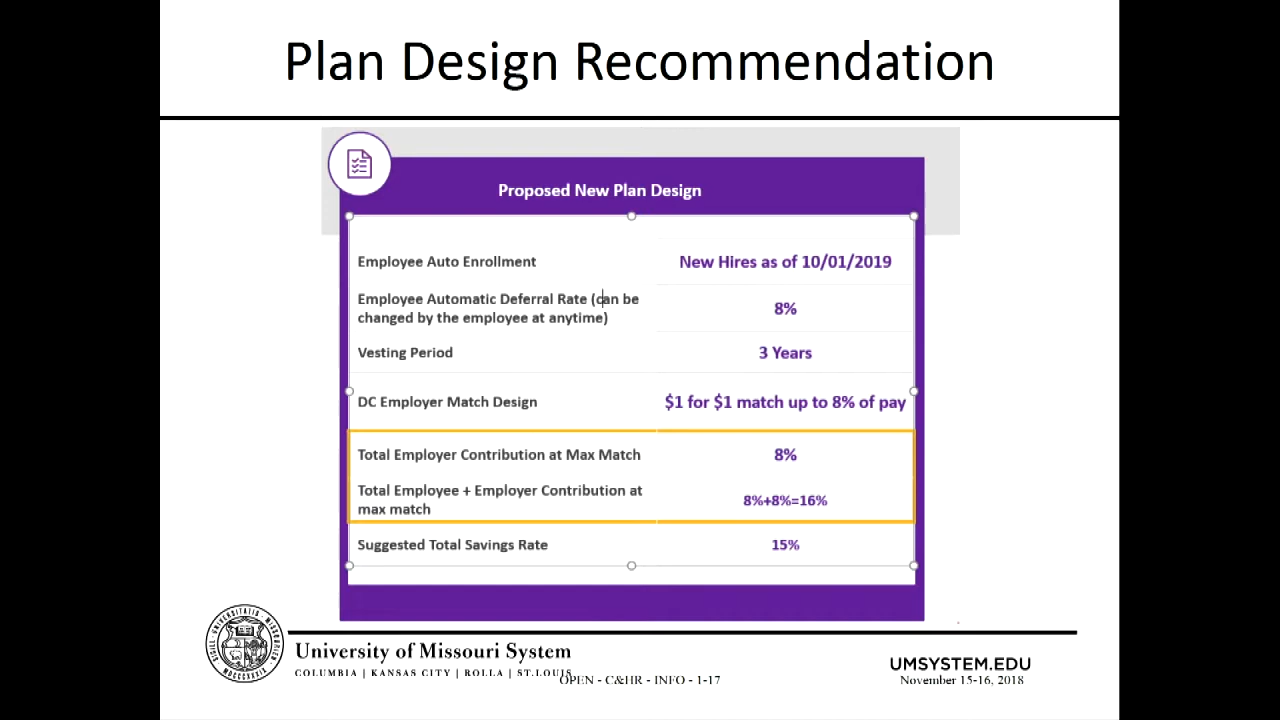 Plan Design Recommendation
Proposed New Plan Design
Employee Auto Enrollment
New Hires as of 10/01/2019
Employee Automatic Deferral Rate (can be
changed by the employee at anytime)
8%
Vesting Period
3 Years
DC Employer Match Design
$1 for $1 match up to 8% of pay
Total Employer Contribution at Max Match
8%
Total Employee + Employer Contribution at
max match
8%+8%=16%
Suggested Total Savings Rate
15%
University of Missouri System
COLUMBIA | KANSAS CITY | ROLLA | ST.LOUIS
OPEN - C&HR - INFO - 1-17
UMSYSTEM.EDU
November 15-16, 2018